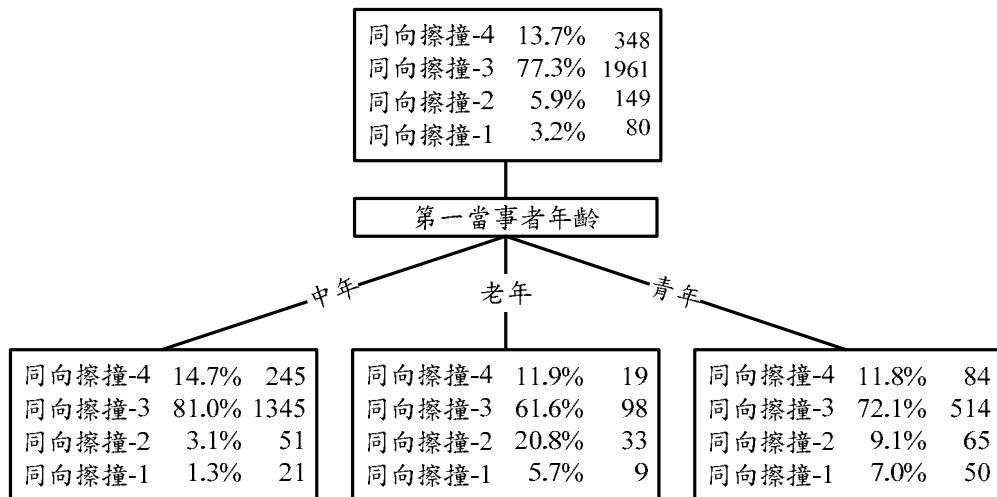 同向擦撞-4 13.7% 348
同向擦撞-3 77.3% 1961
同向擦撞-2 5.9% 149
同向擦撞-1 3.2% 80
第一當事者年齡
中年
老年
青年
同向擦撞-4 14.7% 245
同向擦撞-3 81.0% 1345
同向擦撞-2 3.1% 51
同向擦撞-1 1.3% 21
同向擦撞-4 11.9% 19
同向擦撞-3 61.6% 98
同向擦撞-2 20.8% 33
同向擦撞-1 5.7% 9
同向擦撞-4 11.8% 84
同向擦撞-3 72.1% 514
同向擦撞-2 9.1% 65
同向擦撞-1 7.0% 50